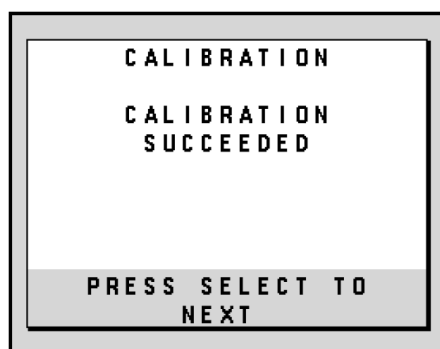 CALIBRATION
CALIBRATION
SUCCEEDED
PRESS SELECT TO
NEXT